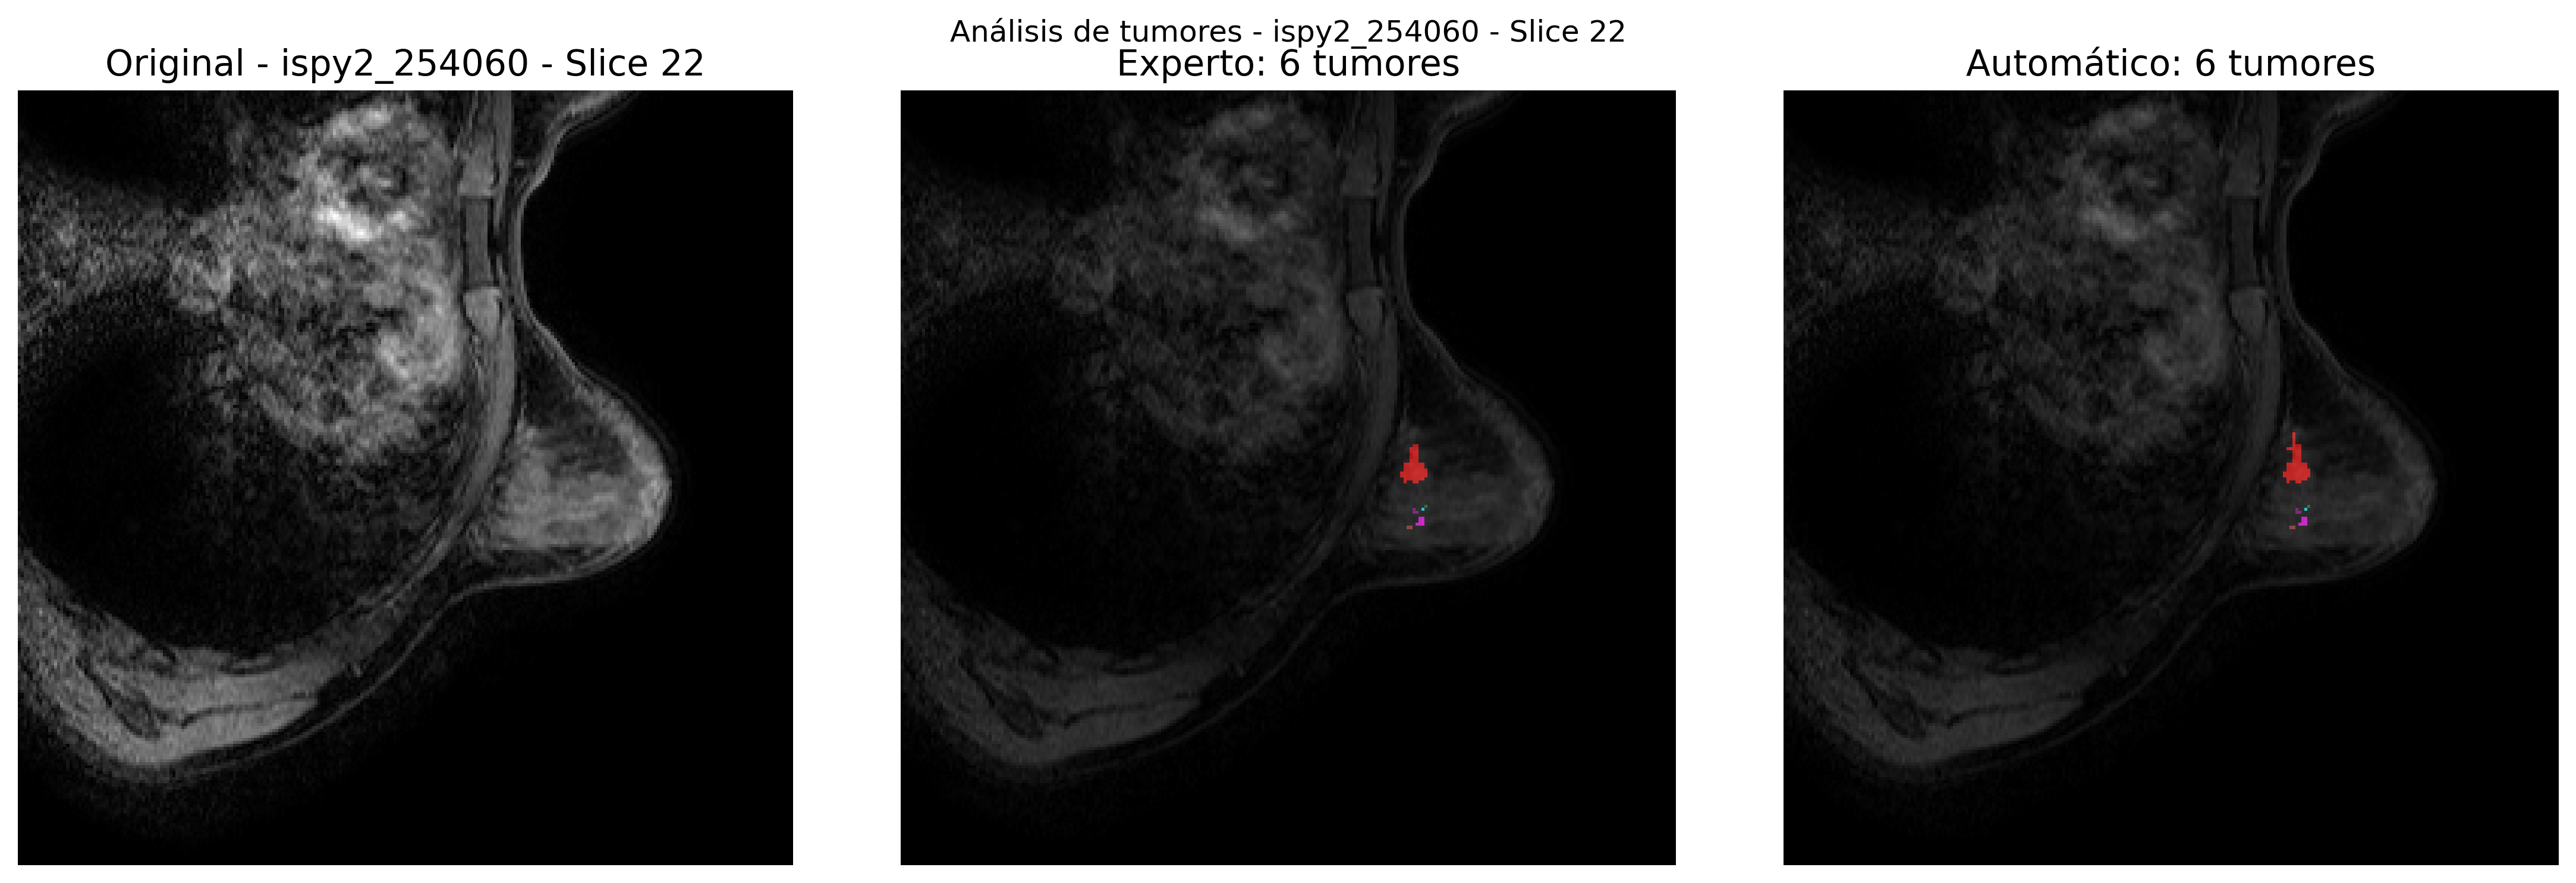 Análisis de tumores - ispy2_254060 - Slice 22
Original - ispy2_254060 - Slice 22
Experto: 6 tumores
Automático: 6 tumores